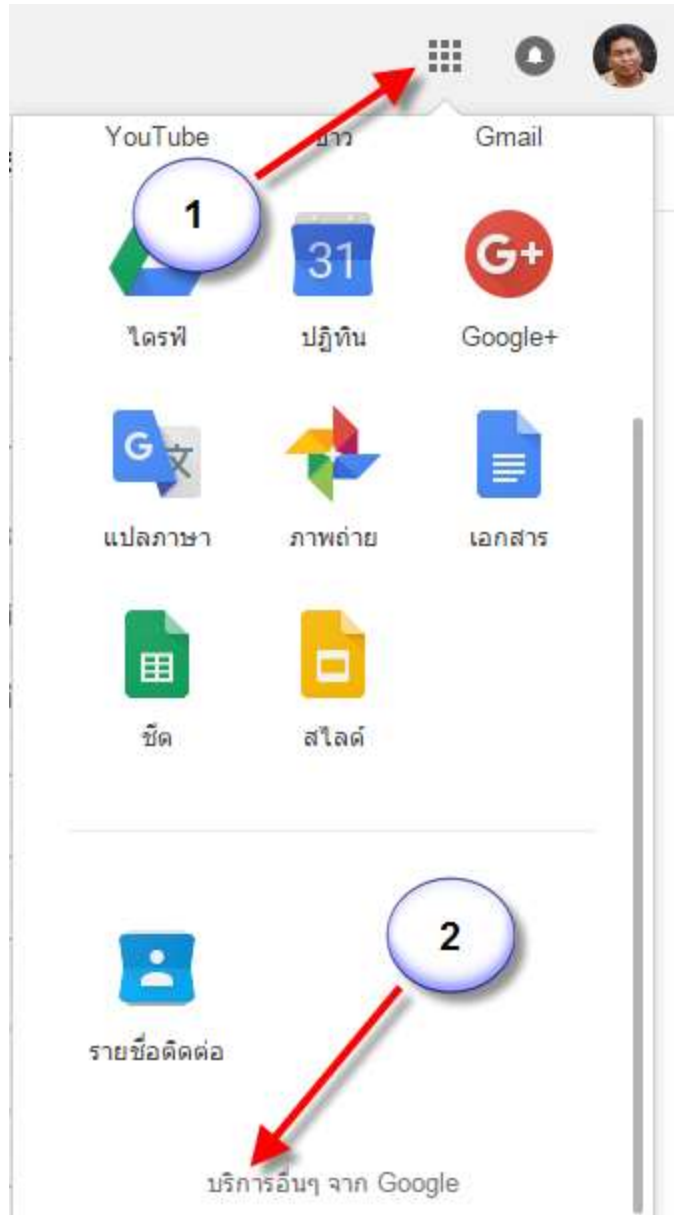 YouTube ข่าว Gmail
1
31 G+
ไดรฟ์ ปฏิทิน Google+
G 文
แปลภาษา ภาพถ่าย เอกสาร
ชีต สไลด์
2
รายชื่อติดต่อ
บริการอื่นๆ จาก Google